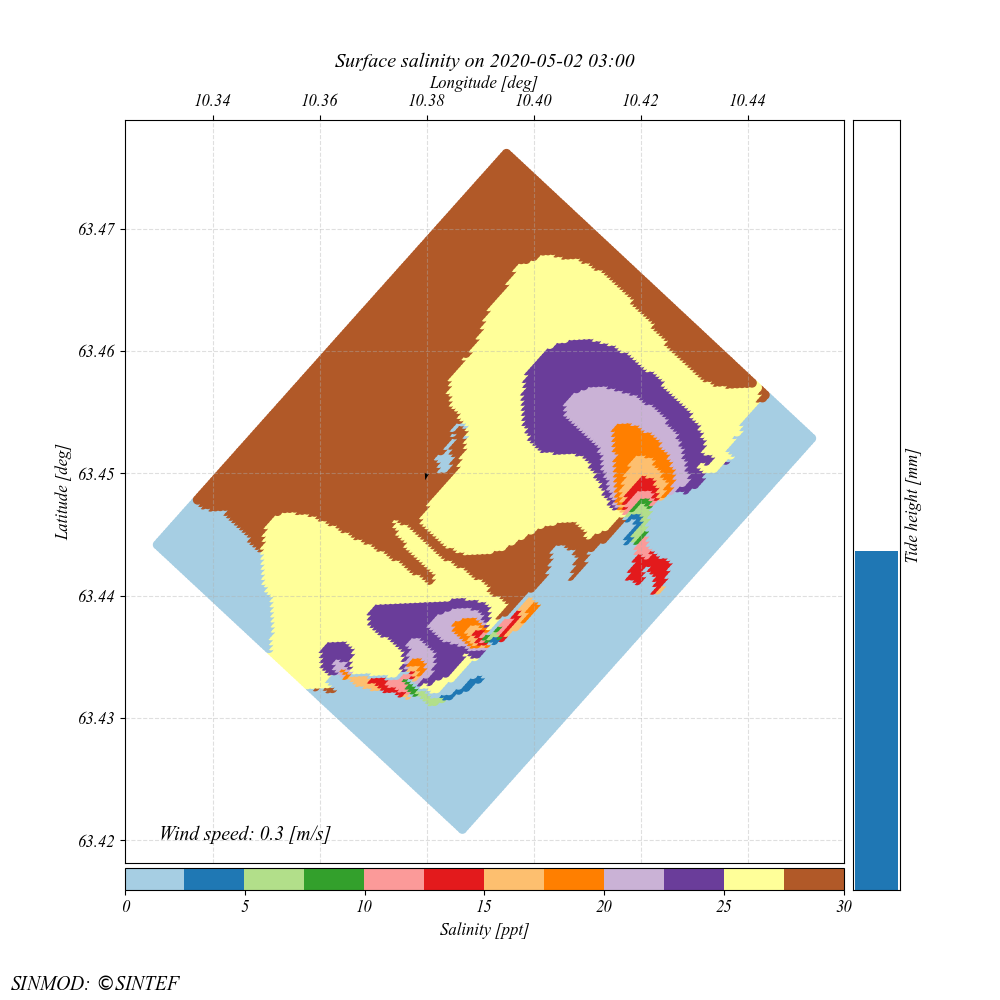 Surface salinity on 2020-05-02 03:00
Longitude [deg]
10.34 10.36 10.38 10.40 10.42 10.44
63.47
63.46
63.45
63.44
63.43
63.42
Latitude [deg]
Tide height [mm]
Wind speed: 0.3 [m/s]
0 5 10 15 20 25 30
Salinity [ppt]
SINMOD: ©SINTEF